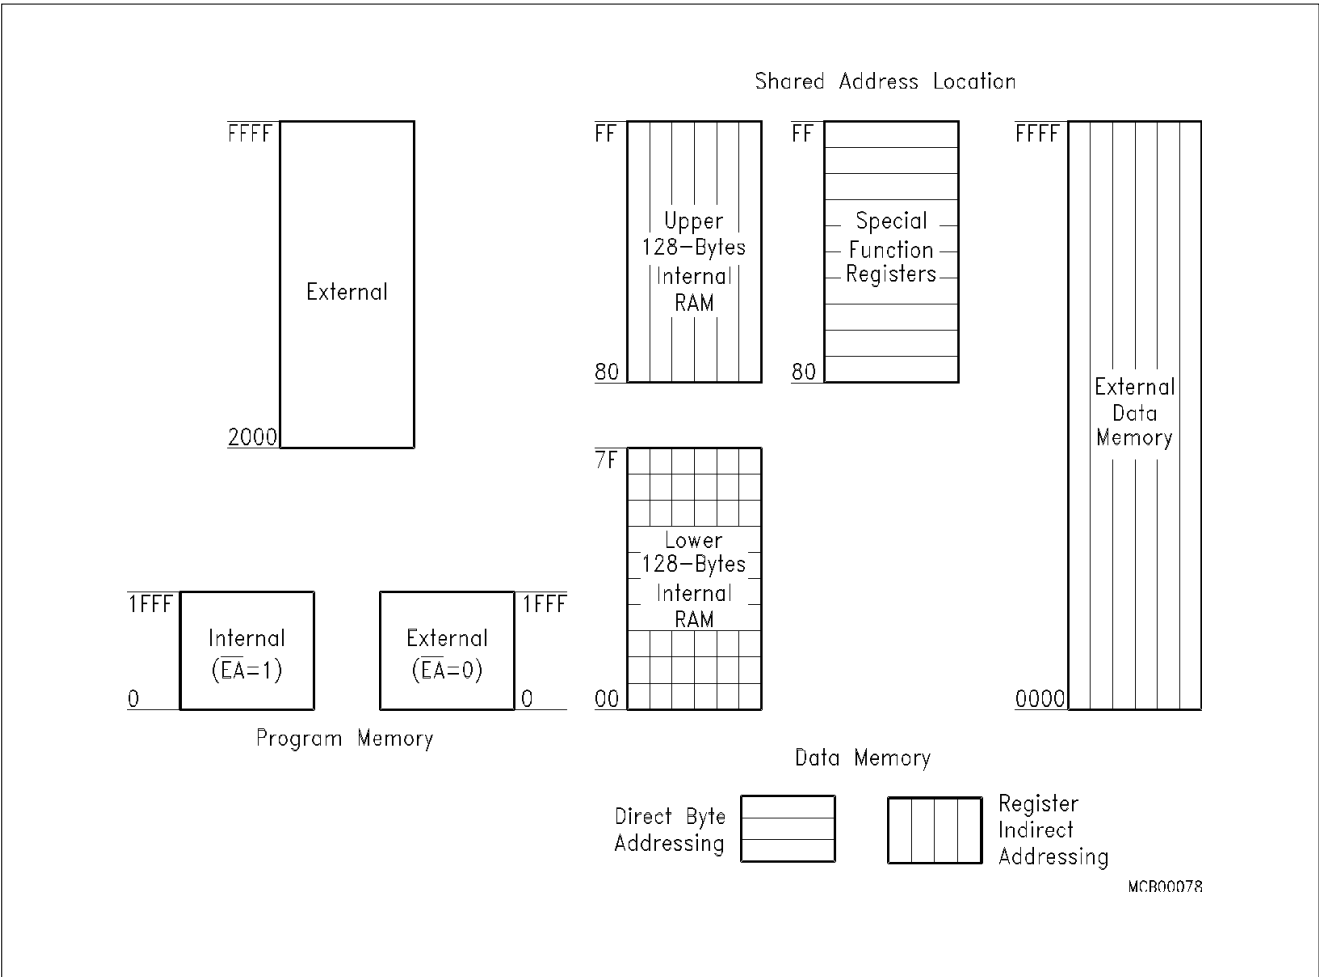 Shared Address Location
FFFF
External
2000
1FFF
Internal
(E̅A̅=1)
0
External
(E̅A̅=0)
1FFF
0
Program Memory
FF
Upper
128-Bytes
Internal
RAM
80
FF
Special
Function
Registers
80
7F
Lower
128-Bytes
Internal
RAM
00
FFFF
External
Data
Memory
0000
Data Memory
Direct Byte
Addressing
Register
Indirect
Addressing
MCB00078